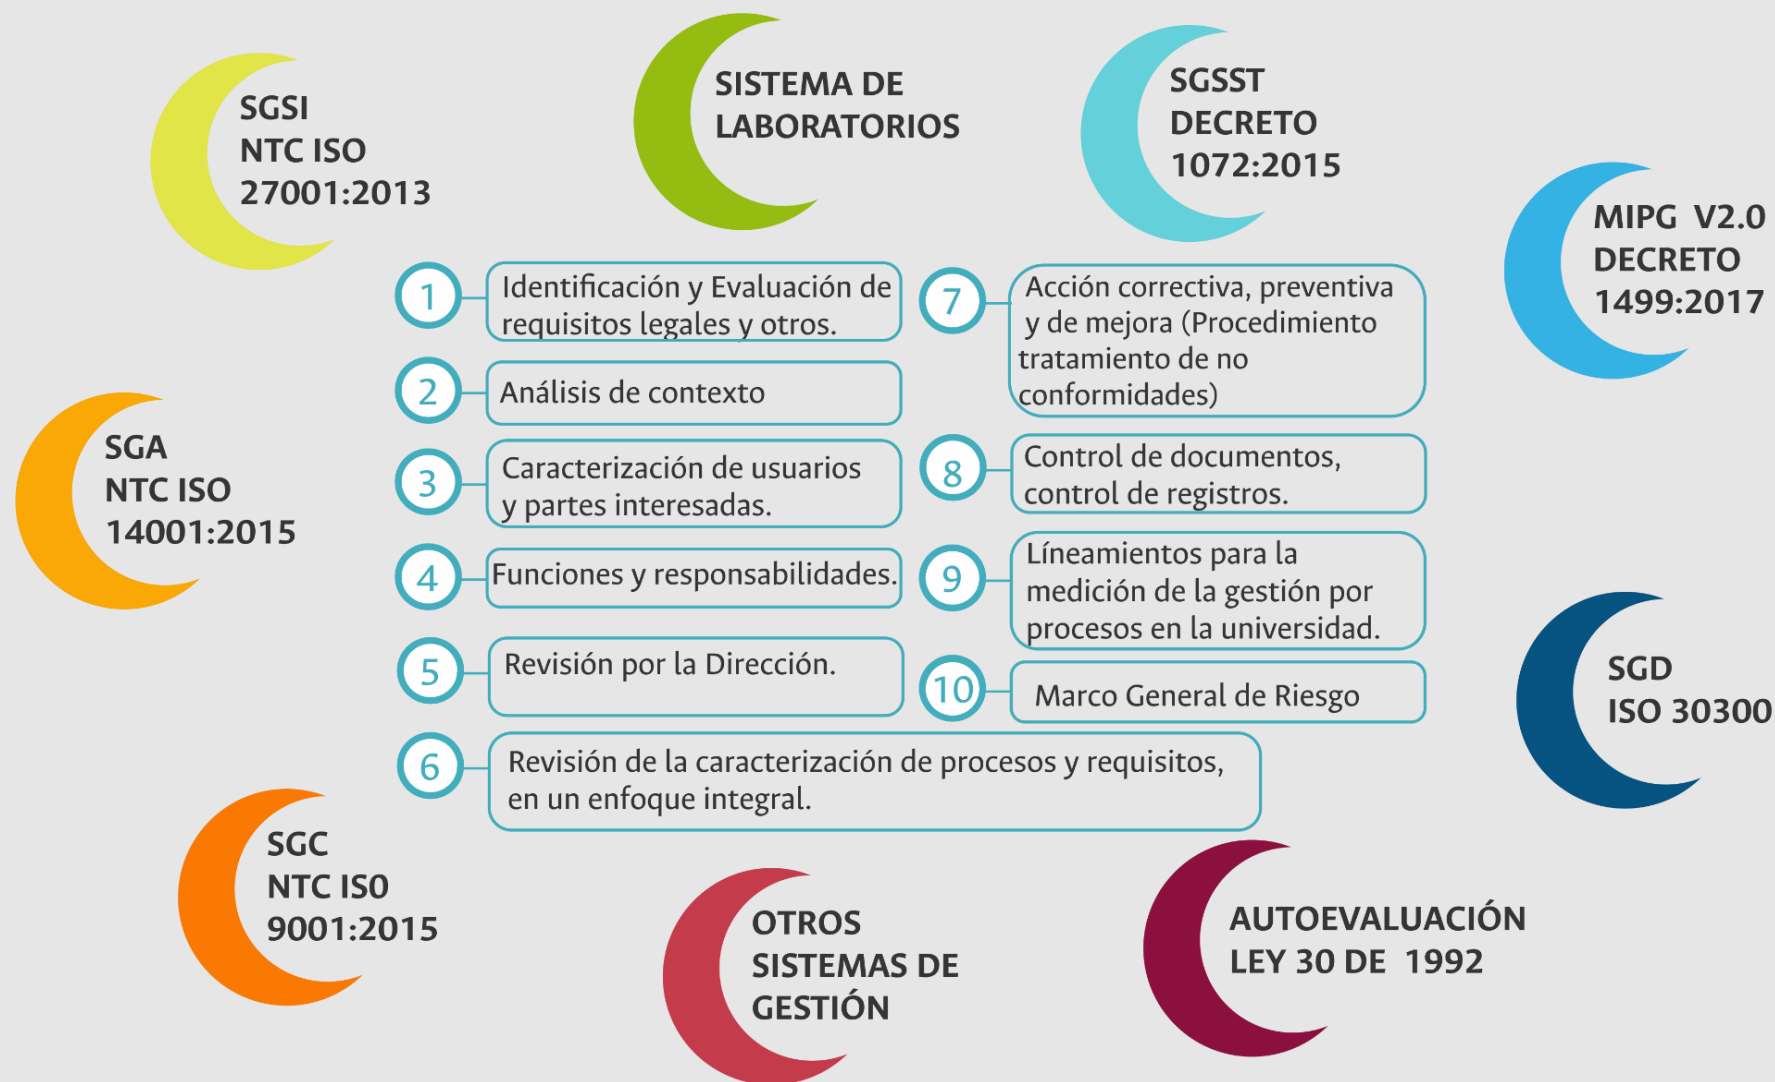 SGSI
NTC ISO
27001:2013
SISTEMA DE
LABORATORIOS
SGSST
DECRETO
1072:2015
MIPG V2.0
DECRETO
1499:2017
1
Identificación y Evaluación de
requisitos legales y otros.
2
Análisis de contexto
3
Caracterización de usuarios
y partes interesadas.
4
Funciones y responsabilidades.
5
Revisión por la Dirección.
6
Revisión de la caracterización de procesos y requisitos,
en un enfoque integral.
7
Acción correctiva, preventiva
y de mejora (Procedimiento
tratamiento de no
conformidades)
8
Control de documentos,
control de registros.
9
Líneamientos para la
medición de la gestión por
procesos en la universidad.
10
Marco General de Riesgo
SGA
NTC ISO
14001:2015
SGD
ISO 30300
SGC
NTC IS0
9001:2015
OTROS
SISTEMAS DE
GESTIÓN
AUTOEVALUACIÓN
LEY 30 DE 1992